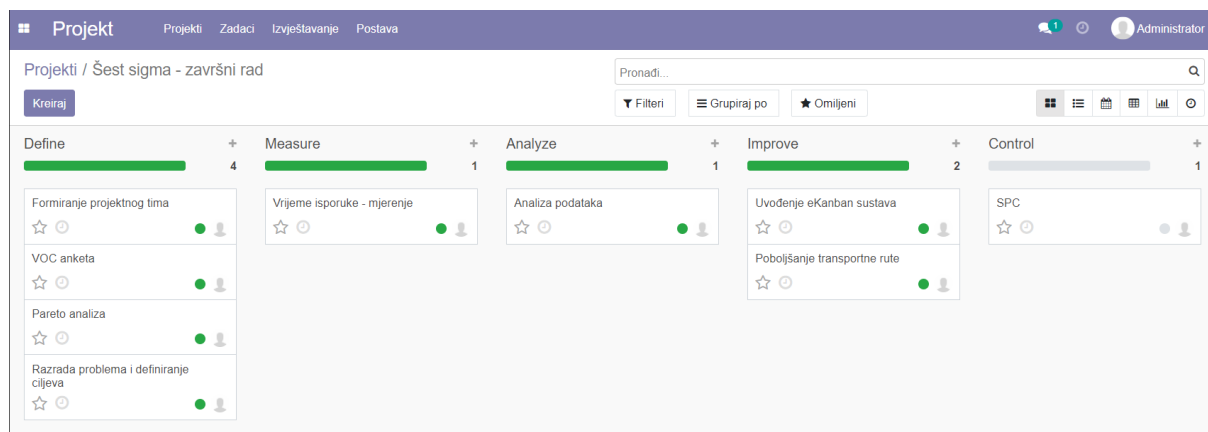 Projekt Projekti Zadaci Izvještavanje Postava 1 Administrator
Projekti / Šest sigma - završni rad
Pronađi...
Kreiraj
Filteri Grupiraj po Omiljeni
Define + Measure + Analyze + Improve + Control +
4 1 1 2 1
Formiranje projektnog tima
VOC anketa
Pareto analiza
Razrada problema i definiranje
ciljeva
Vrijeme isporuke - mjerenje
Analiza podataka
Uvođenje eKanban sustava
Poboljšanje transportne rute
SPC